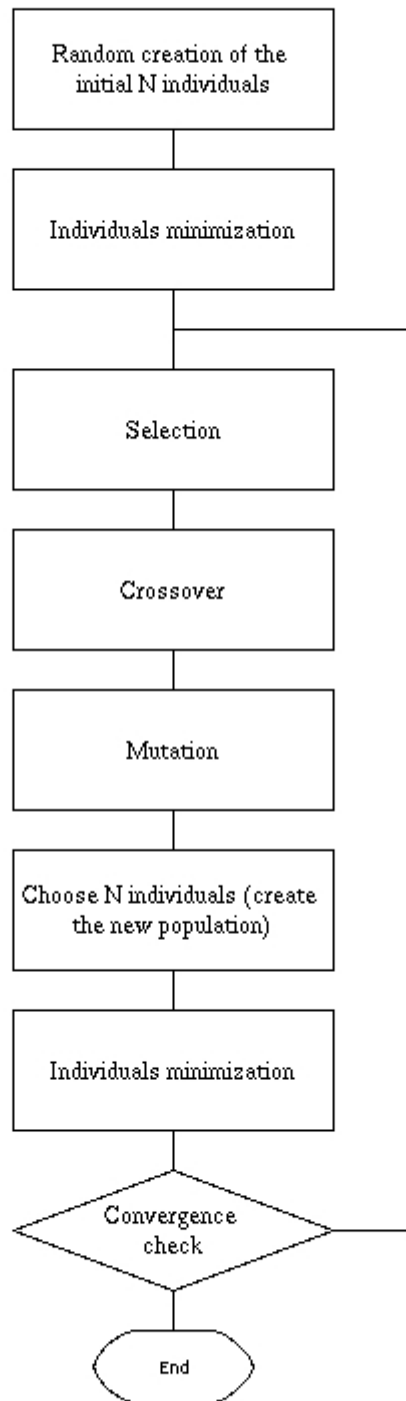 Random creation of the
initial N individuals
Individuals minimization
Selection
Crossover
Mutation
Choose N individuals (create
the new population)
Individuals minimization
Convergence
check
End